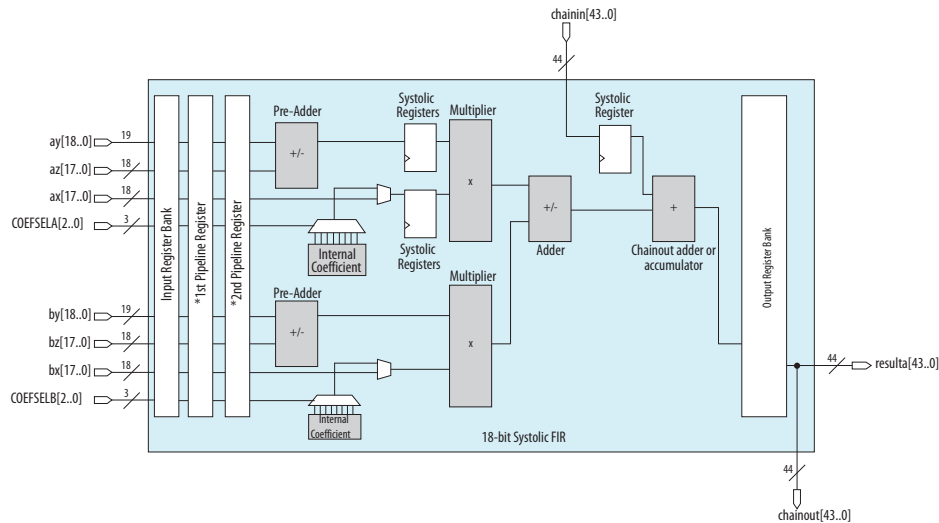 chainin[43..0]
44
Systolic
Registers
Multiplier
Systolic
Register
Pre-Adder
ay[18..0]
19
+/-
az[17..0]
18
ax[17..0]
18
x
+/-
+
COEFSELA[2..0]
3
Input Register Bank
*1st Pipeline Register
*2nd Pipeline Register
Internal
Coefficient
Systolic
Registers
Adder
Chainout adder or
accumulator
Output Register Bank
Multiplier
Pre-Adder
by[18..0]
19
+/-
bz[17..0]
18
x
bx[17..0]
18
44
resulta[43..0]
COEFSELB[2..0]
3
Internal
Coefficient
18-bit Systolic FIR
44
chainout[43..0]